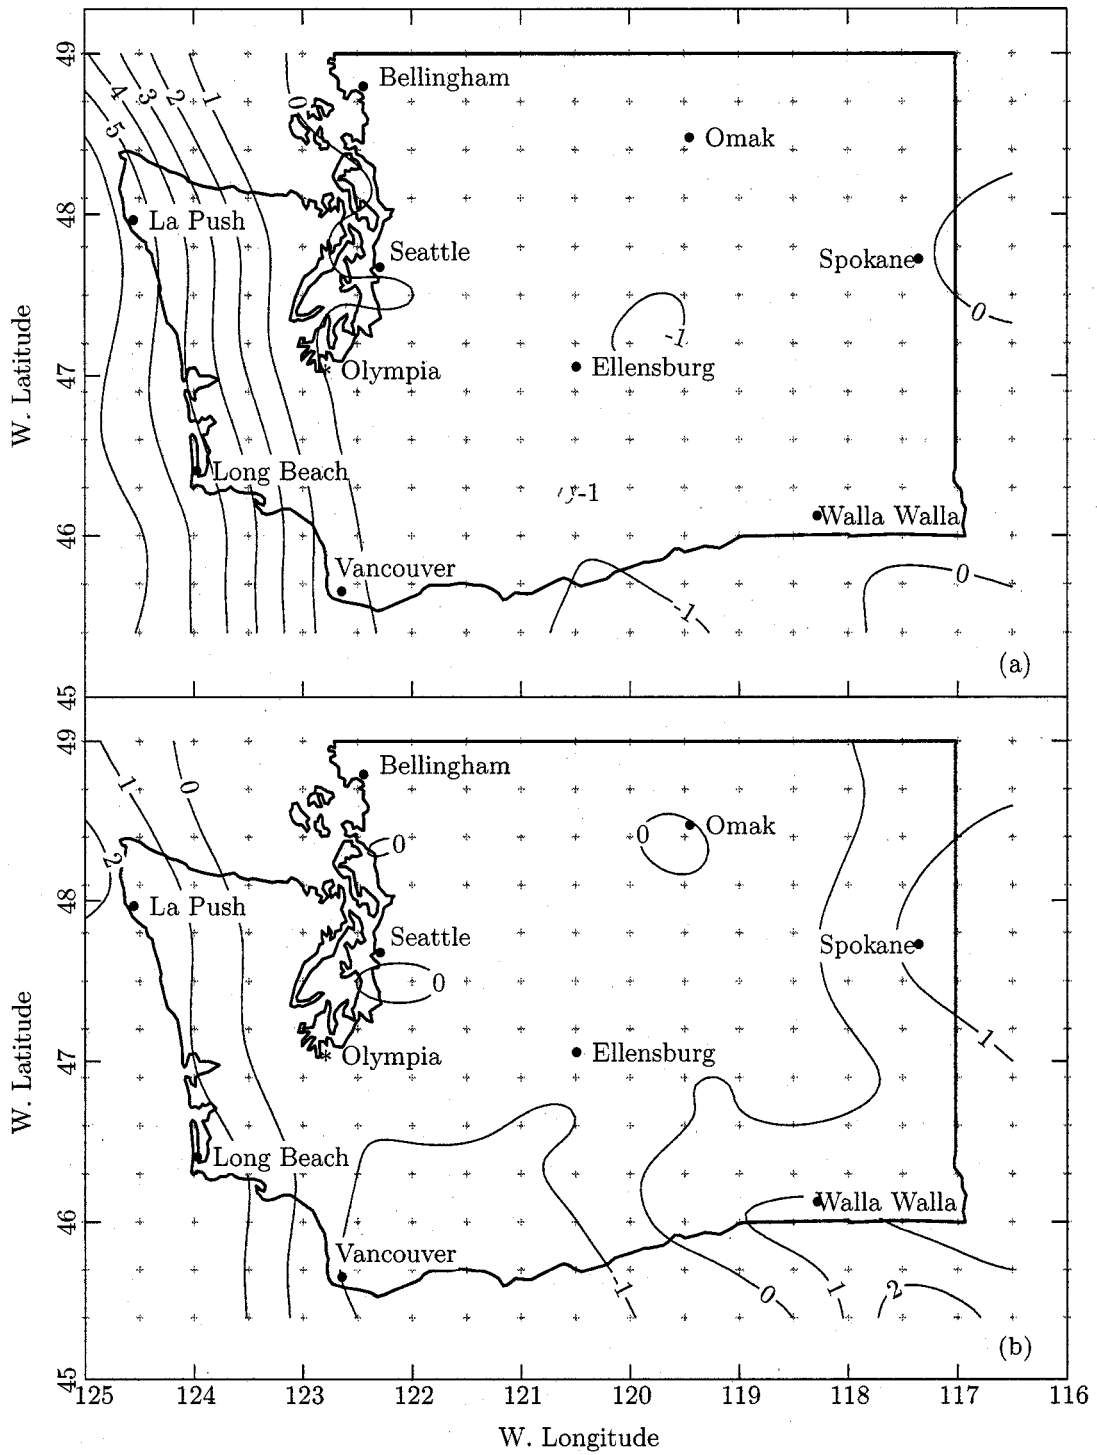 49
4
3
2
1
0
Bellingham
5
Omak
48
La Push
Seattle
Spokane
0
-1
Ellensburg
47
* Olympia
W. Latitude
Long Beach
-1
Walla Walla
46
Vancouver
0
-1
(a)
45
49
1
0
Bellingham
0
Omak
0
2
48
La Push
Seattle
Spokane
0
1
47
* Olympia
Ellensburg
W. Latitude
Long Beach
Walla Walla
46
Vancouver
-1
0
1
2
(b)
45
125 124 123 122 121 120 119 118 117 116
W. Longitude